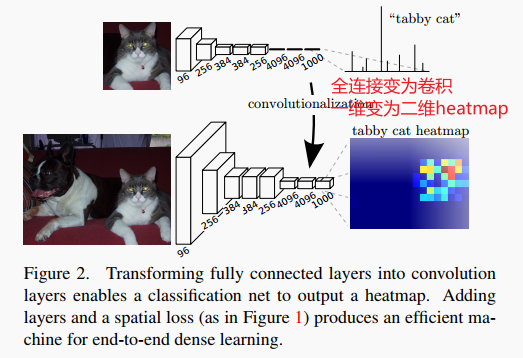 "tabby cat"
96
256
384
384
256
4096
4096
1000
全连接变为卷积
convolutionalization
一维变为二维heatmap
tabby cat heatmap
96
256
384
384
256
4096
4096
1000
Figure 2. Transforming fully connected layers into convolution
layers enables a classification net to output a heatmap. Adding
layers and a spatial loss (as in Figure 1) produces an efficient ma-
chine for end-to-end dense learning.